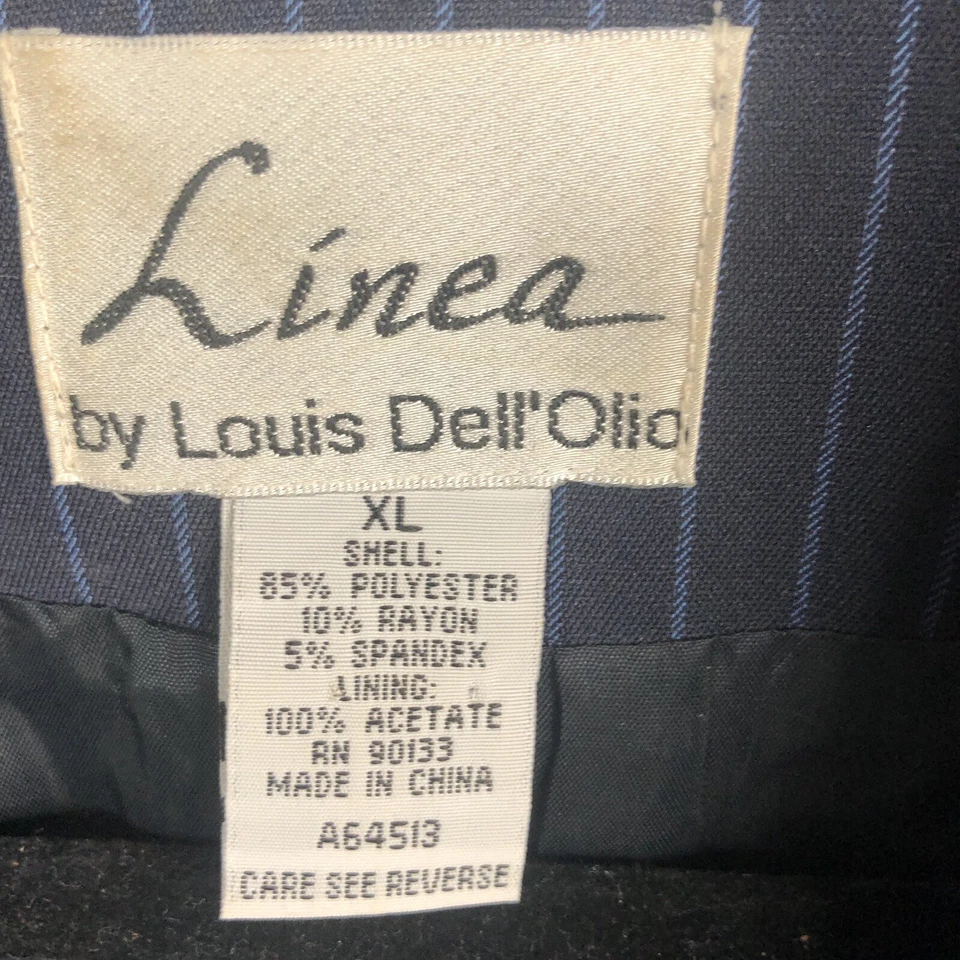 Linea
by Louis Dell'Olio
XL
SHELL:
85% POLYESTER
10% RAYON
5% SPANDEX
LINING:
100% ACETATE
RN 90133
MADE IN CHINA
A64513
CARE SEE REVERSE